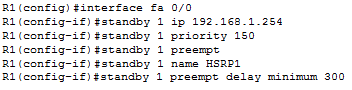 R1(config)#interface fa 0/0
R1(config-if)#standby 1 ip 192.168.1.254
R1(config-if)#standby 1 priority 150
R1(config-if)#standby 1 preempt
R1(config-if)#standby 1 name HSRP1
R1(config-if)#standby 1 preempt delay minimum 300